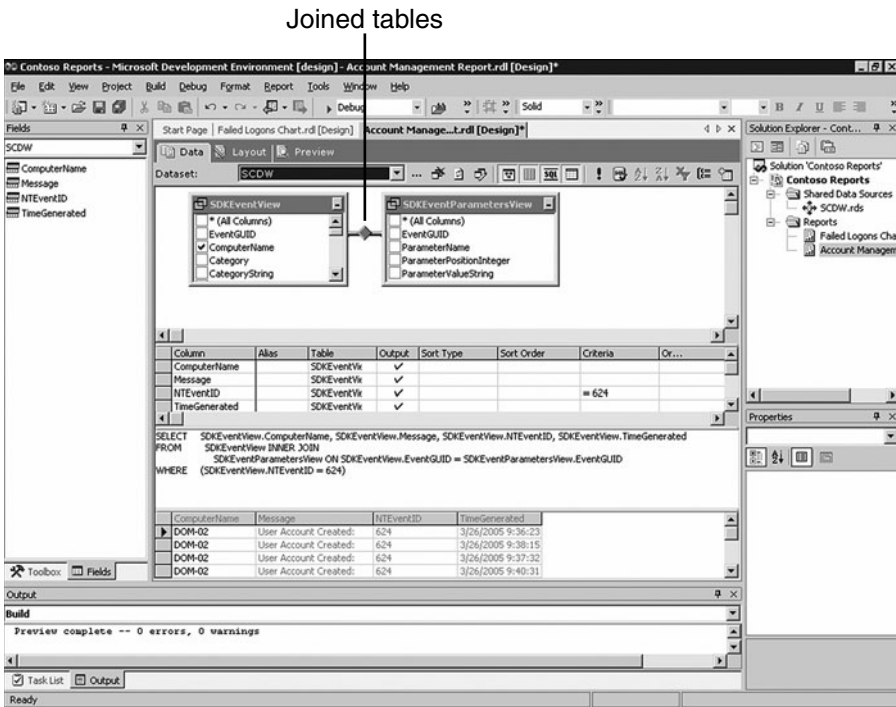 Joined tables
Contoso Reports - Microsoft Development Environment [design] - Account Management Report.rdl [Design]*
File Edit View Project Build Debug Format Report Tools Window Help
Debug Solid B I U
Fields
Start Page Failed Logons Chart.rdl [Design] Account Manage...t.rdl [Design]*
Solution Explorer - Cont...
SCDW
Data Layout Preview
Dataset: SCDW ... SQL
ComputerName
Message
NTEventID
TimeGenerated
SDKEventView
* (All Columns)
EventGUID
ComputerName
Category
CategoryString
SDKEventParametersView
* (All Columns)
EventGUID
ParameterName
ParameterPositionInteger
ParameterValueString
Solution 'Contoso Reports'
Contoso Reports
Shared Data Sources
SCDW.rds
Reports
Failed Logons Cha
Account Managem
Column Alias Table Output Sort Type Sort Order Criteria Or...
ComputerName SDKEventVie
Message SDKEventVie
NTEventID SDKEventVie = 624
TimeGenerated SDKEventVie
Properties
SELECT SDKEventView.ComputerName, SDKEventView.Message, SDKEventView.NTEventID, SDKEventView.TimeGenerated
FROM SDKEventView INNER JOIN
SDKEventParametersView ON SDKEventView.EventGUID = SDKEventParametersView.EventGUID
WHERE (SDKEventView.NTEventID = 624)
ComputerName Message NTEventID TimeGenerated
DOM-02 User Account Created: 624 3/26/2005 9:36:23
DOM-02 User Account Created: 624 3/26/2005 9:38:15
DOM-02 User Account Created: 624 3/26/2005 9:37:32
DOM-02 User Account Created: 624 3/26/2005 9:40:31
Toolbox Fields
Output
Build
Preview complete -- 0 errors, 0 warnings
Task List Output
Ready